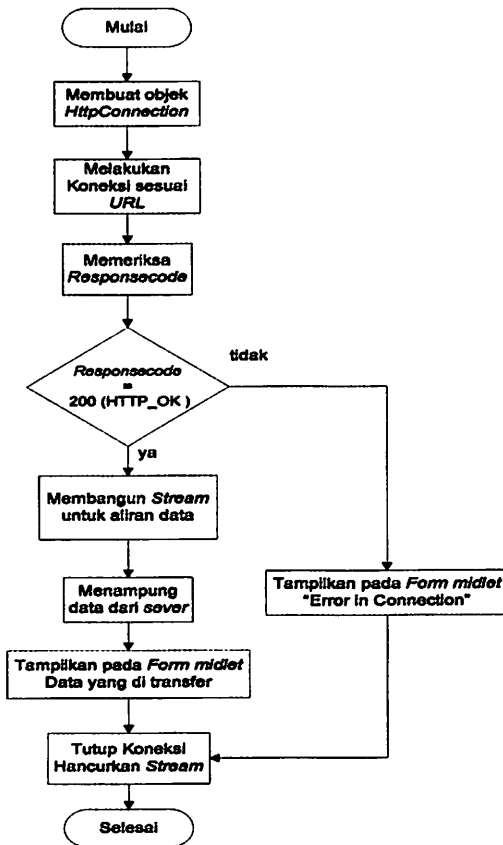 Mulai
Membuat objek
HttpConnection
Melakukan
Koneksi sesuai
URL
Memeriksa
Responsecode
tidak
Responsecode
=
200 (HTTP_OK )
ya
Membangun Stream
untuk aliran data
Menampung
data dari sever
Tampilkan pada Form midlet
"Error in Connection"
Tampilkan pada Form midlet
Data yang di transfer
Tutup Koneksi
Hancurkan Stream
Selesai